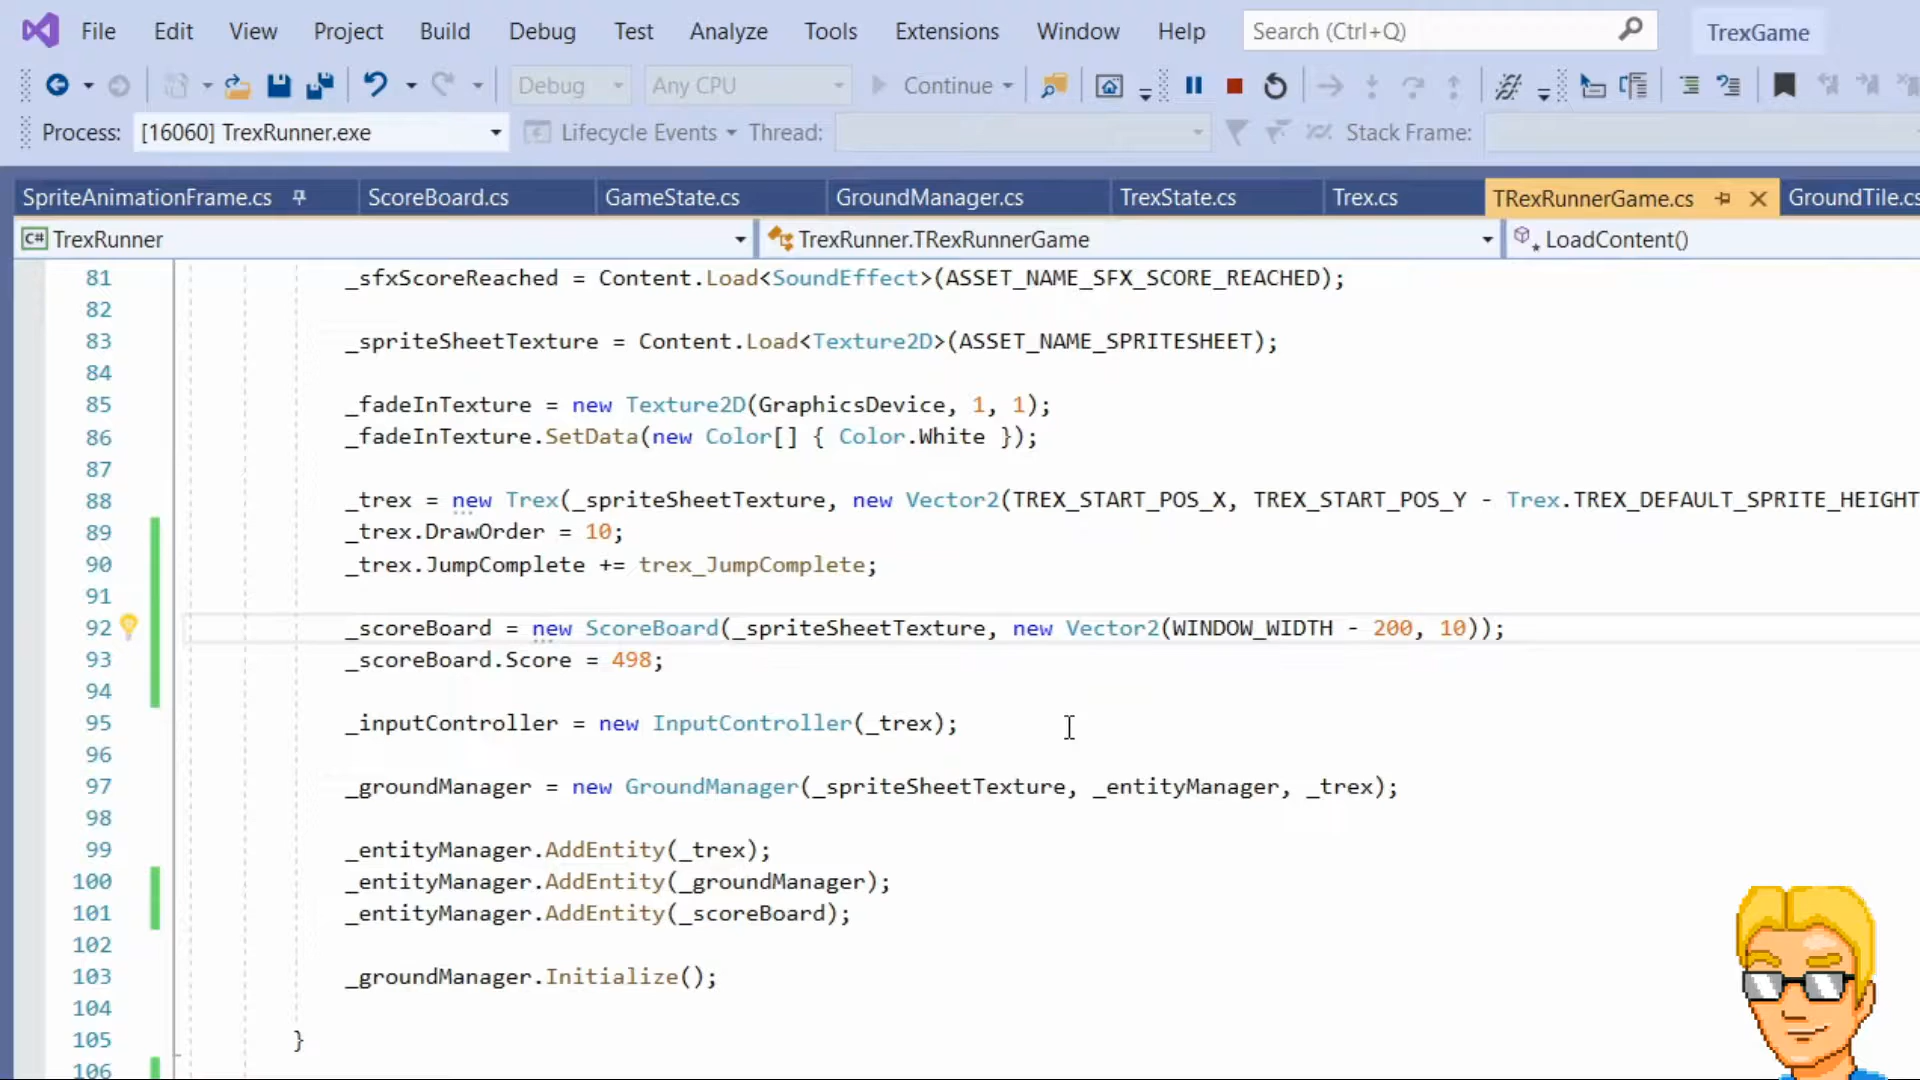 File Edit View Project Build Debug Test Analyze Tools Extensions Window Help Search (Ctrl+Q) TrexGame
Debug Any CPU Continue
Process: [16060] TrexRunner.exe Lifecycle Events Thread: Stack Frame:
SpriteAnimationFrame.cs ScoreBoard.cs GameState.cs GroundManager.cs TrexState.cs Trex.cs TRexRunnerGame.cs GroundTile.cs
C# TrexRunner TrexRunner.TRexRunnerGame LoadContent()
81 _sfxScoreReached = Content.Load<SoundEffect>(ASSET_NAME_SFX_SCORE_REACHED);
82
83 _spriteSheetTexture = Content.Load<Texture2D>(ASSET_NAME_SPRITESHEET);
84
85 _fadeInTexture = new Texture2D(GraphicsDevice, 1, 1);
86 _fadeInTexture.SetData(new Color[] { Color.White });
87
88 _trex = new Trex(_spriteSheetTexture, new Vector2(TREX_START_POS_X, TREX_START_POS_Y - Trex.TREX_DEFAULT_SPRITE_HEIGHT
89 _trex.DrawOrder = 10;
90 _trex.JumpComplete += trex_JumpComplete;
91
92 _scoreBoard = new ScoreBoard(_spriteSheetTexture, new Vector2(WINDOW_WIDTH - 200, 10));
93 _scoreBoard.Score = 498;
94
95 _inputController = new InputController(_trex);
96
97 _groundManager = new GroundManager(_spriteSheetTexture, _entityManager, _trex);
98
99 _entityManager.AddEntity(_trex);
100 _entityManager.AddEntity(_groundManager);
101 _entityManager.AddEntity(_scoreBoard);
102
103 _groundManager.Initialize();
104
105 }
106